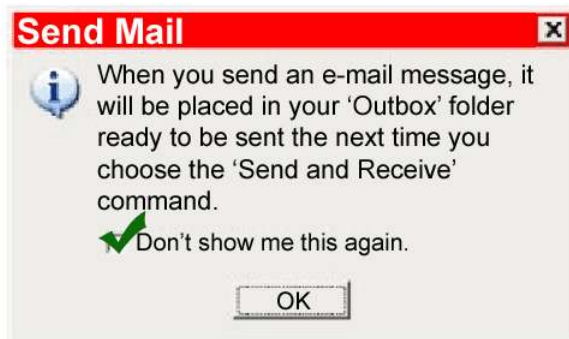 Send Mail
When you send an e-mail message, it
will be placed in your ‘Outbox’ folder
ready to be sent the next time you
choose the ‘Send and Receive’
command.
Don’t show me this again.
OK